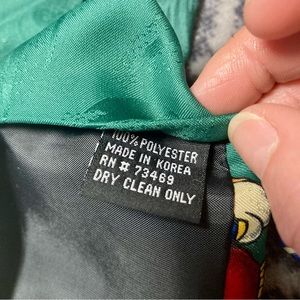 100% POLYESTER
MADE IN KOREA
RN # 73469
DRY CLEAN ONLY